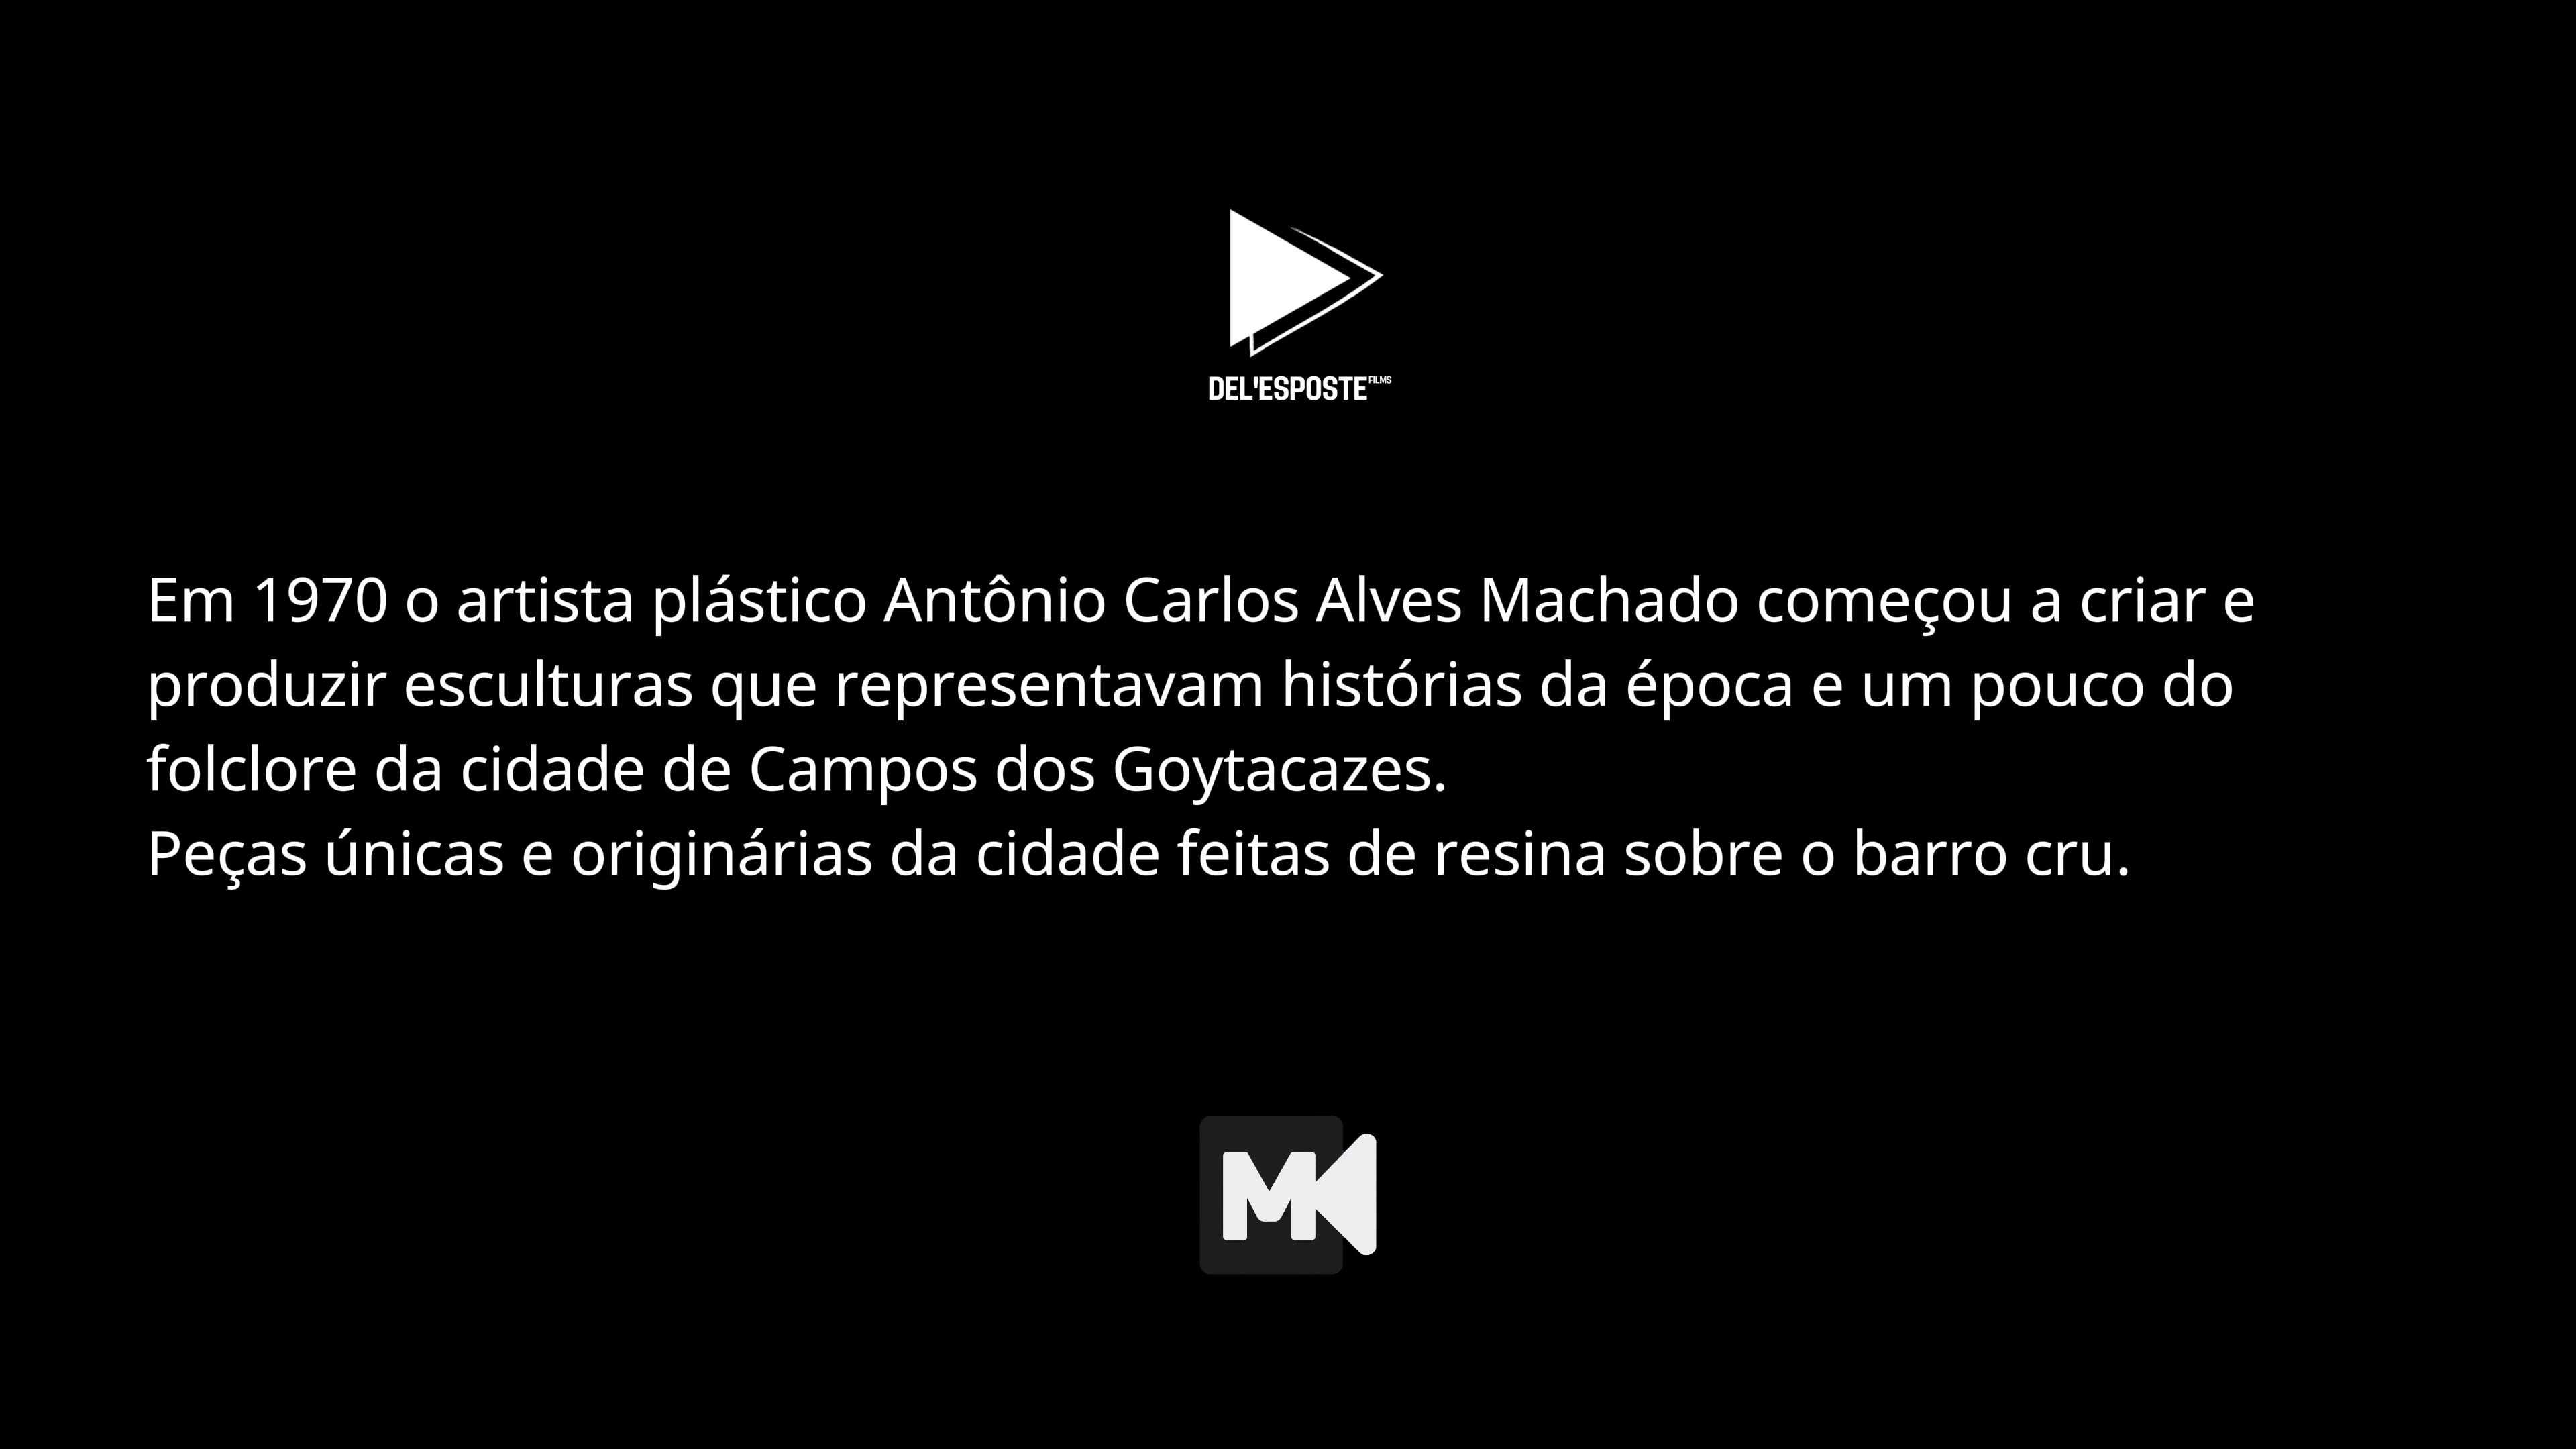 DEL'ESPOSTE FILMS
Em 1970 o artista plástico Antônio Carlos Alves Machado começou a criar e
produzir esculturas que representavam histórias da época e um pouco do
folclore da cidade de Campos dos Goytacazes.
Peças únicas e originárias da cidade feitas de resina sobre o barro cru.
MK